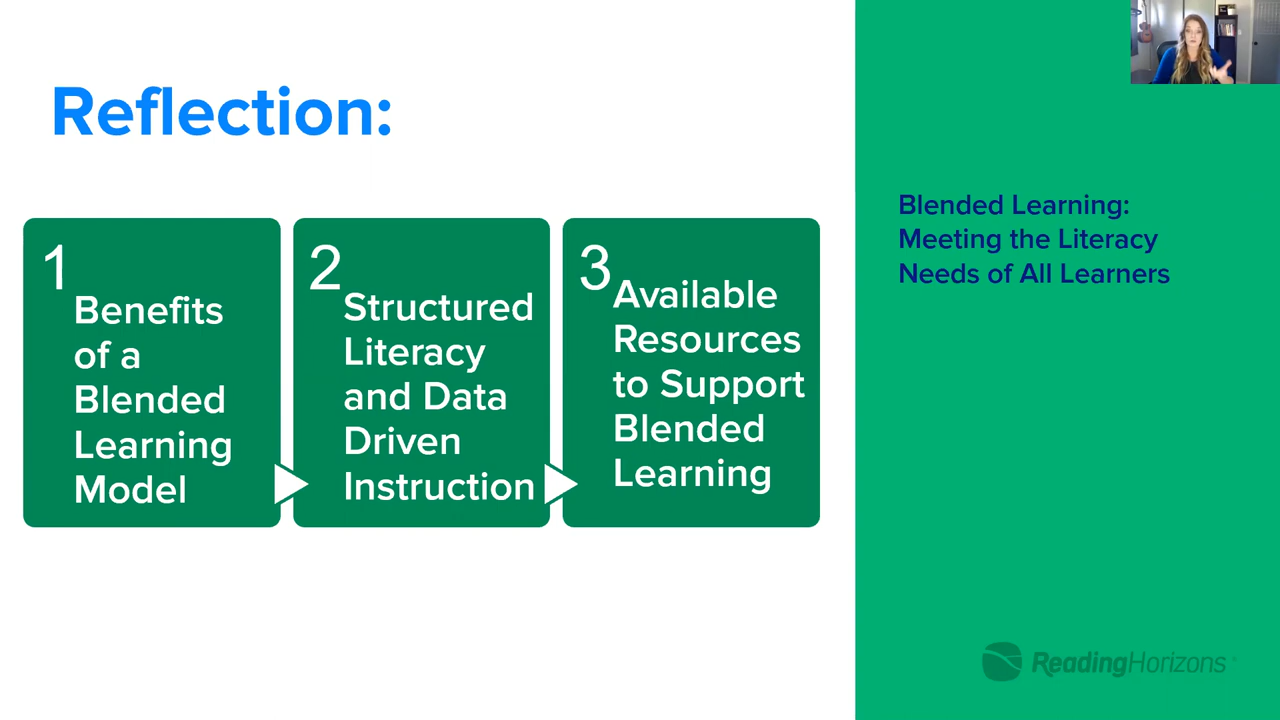 Reflection:
1
Benefits
of a
Blended
Learning
Model
2
Structured
Literacy
and Data
Driven
Instruction
3
Available
Resources
to Support
Blended
Learning
Blended Learning:
Meeting the Literacy
Needs of All Learners
ReadingHorizons